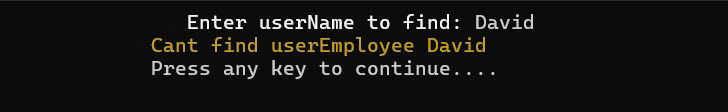 Enter userName to find: David
Cant find userEmployee David
Press any key to continue....